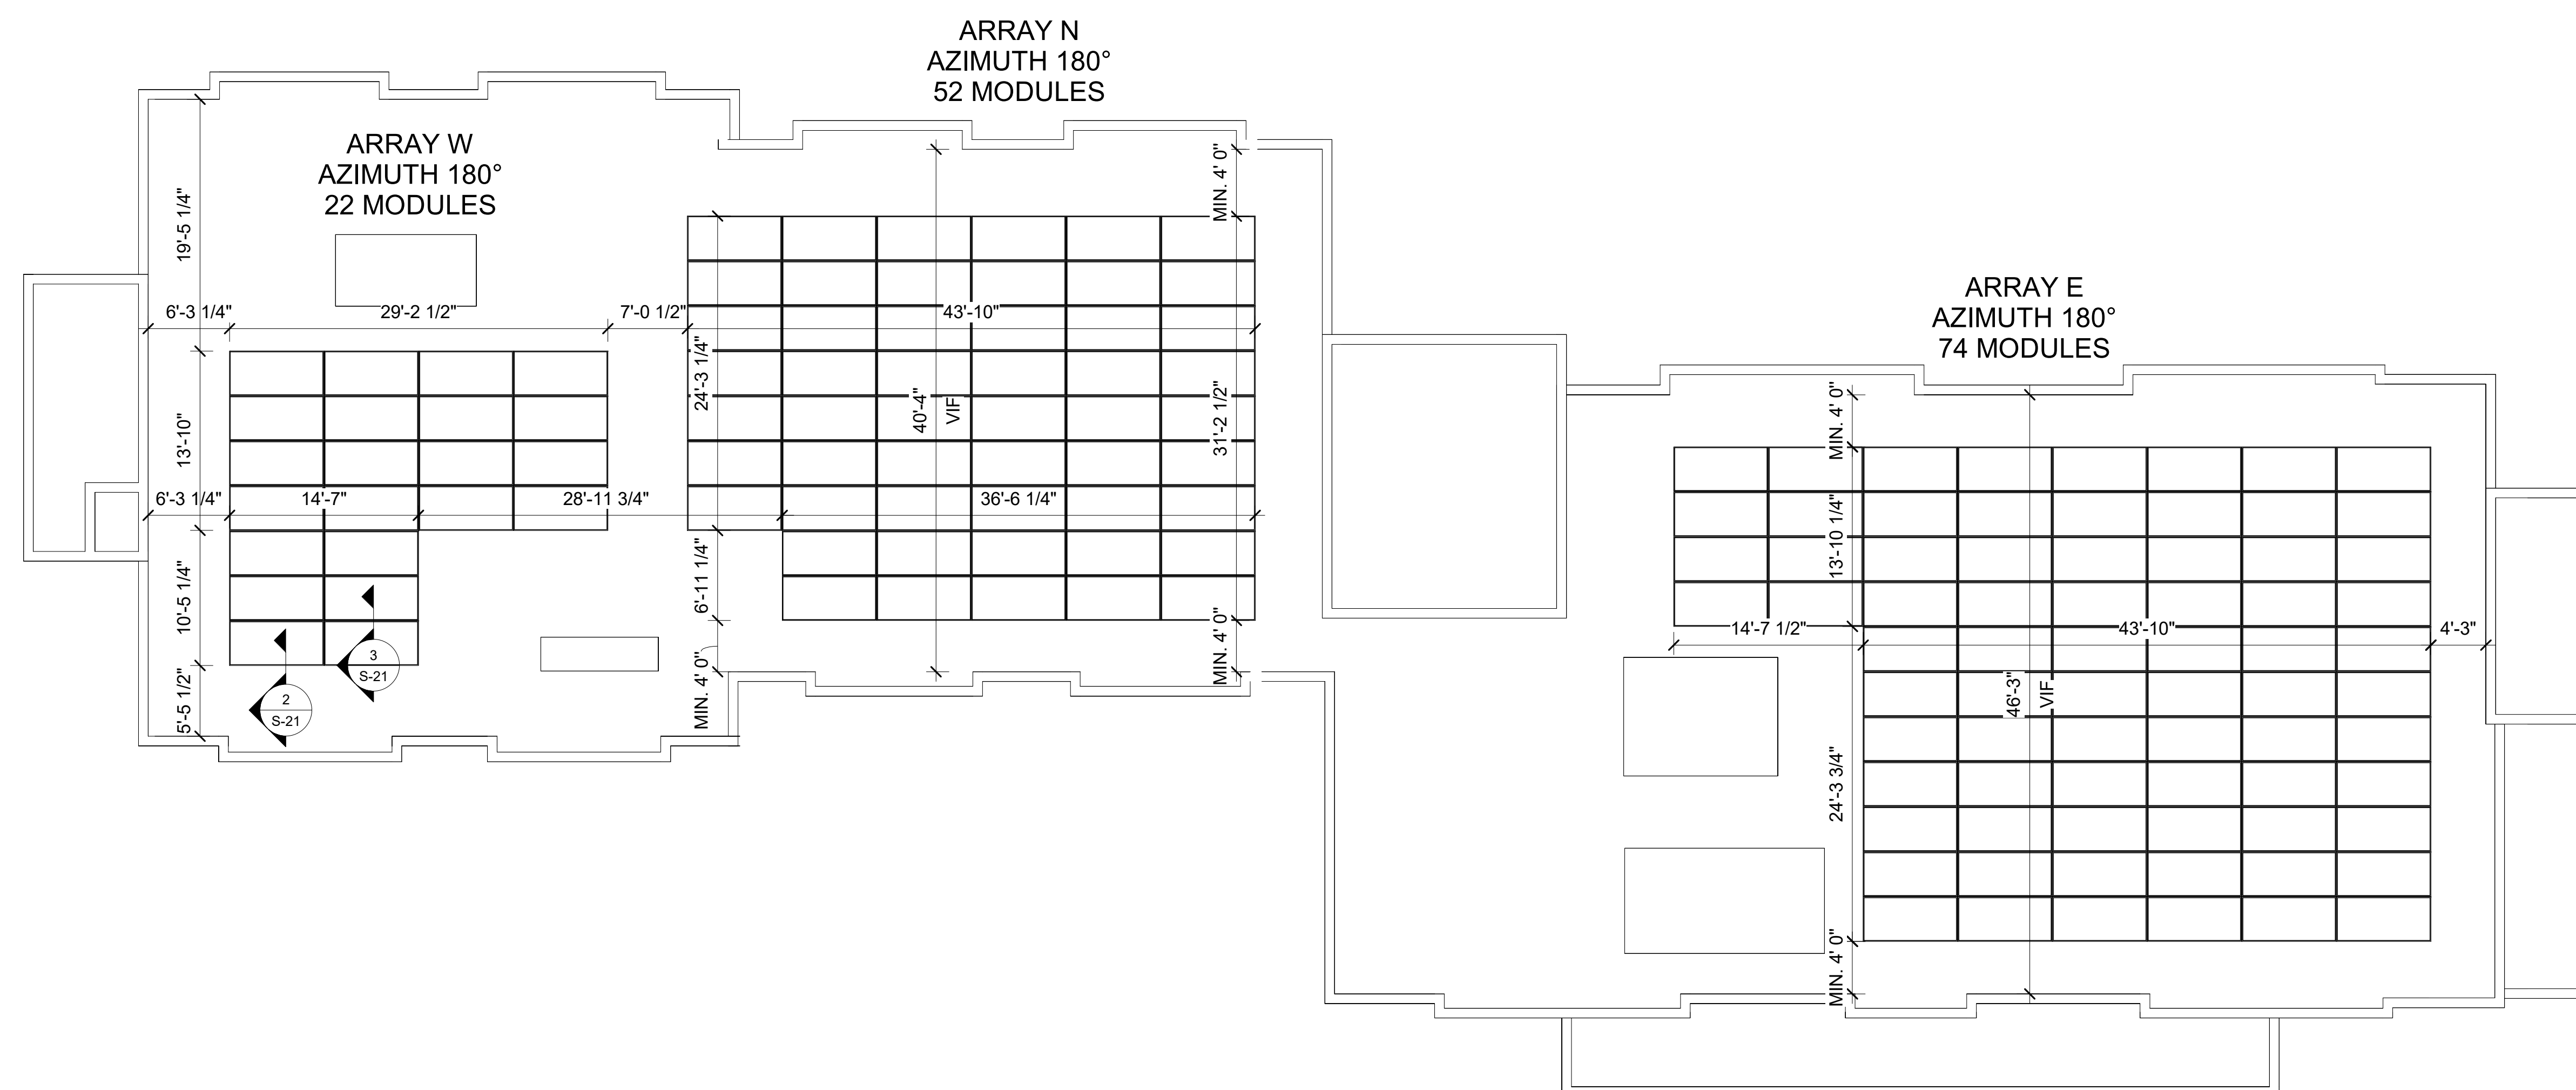 ARRAY N
AZIMUTH 180°
52 MODULES
ARRAY W
AZIMUTH 180°
22 MODULES
ARRAY E
AZIMUTH 180°
74 MODULES
19'-5 1/4"
6'-3 1/4"
29'-2 1/2"
7'-0 1/2"
43'-10"
13'-10"
6'-3 1/4"
14'-7"
28'-11 3/4"
36'-6 1/4"
10'-5 1/4"
5'-5 1/2"
2
S-21
3
S-21
24'-3 1/4"
6'-11 1/4"
MIN. 4' 0"
40'-4"
VIF
MIN. 4' 0"
31'-2 1/2"
MIN. 4' 0"
MIN. 4' 0"
13'-10 1/4"
14'-7 1/2"
43'-10"
4'-3"
46'-3"
VIF
24'-3 3/4"
MIN. 4' 0"